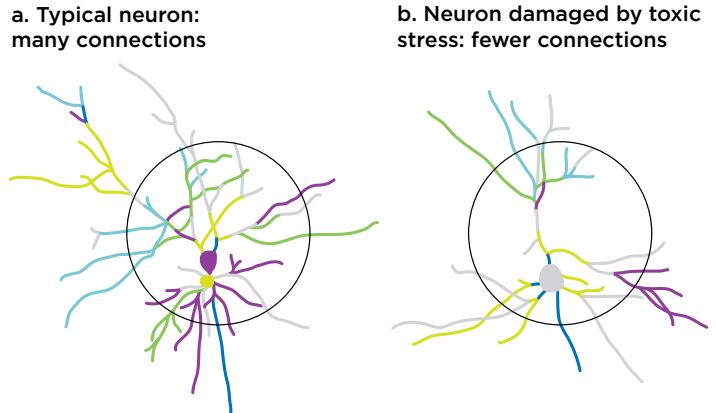 a. Typical neuron:
many connections
b. Neuron damaged by toxic
stress: fewer connections